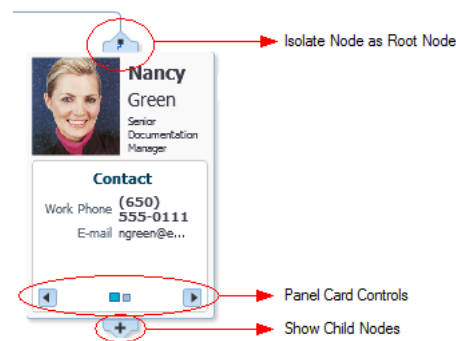 Isolate Node as Root Node
Nancy
Green
Senior
Documentation
Manager
Contact
Work Phone (650)
555-0111
E-mail ngreen@e...
Panel Card Controls
Show Child Nodes